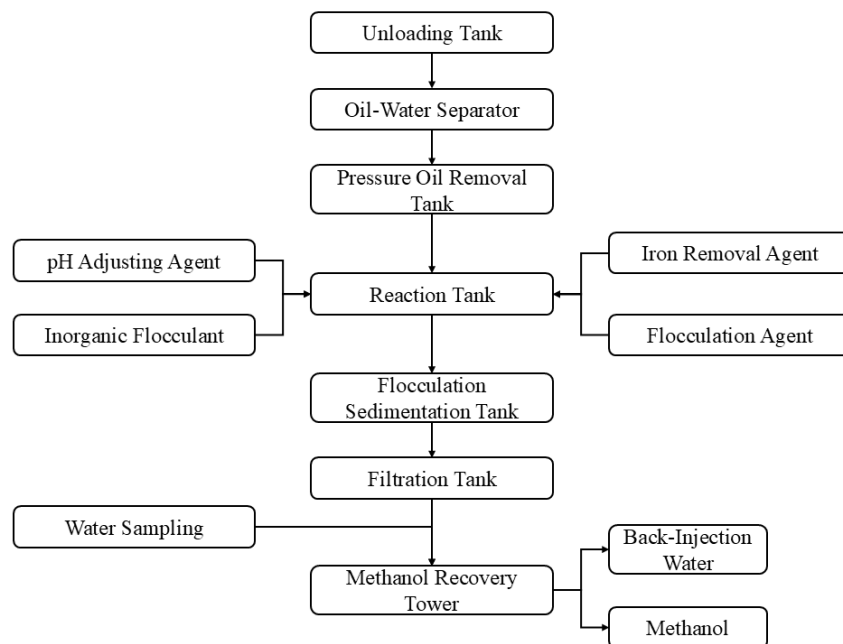 Unloading Tank
Oil-Water Separator
Pressure Oil Removal
Tank
pH Adjusting Agent
Iron Removal Agent
Reaction Tank
Inorganic Flocculant
Flocculation Agent
Flocculation
Sedimentation Tank
Filtration Tank
Water Sampling
Back-Injection
Water
Methanol Recovery
Tower
Methanol